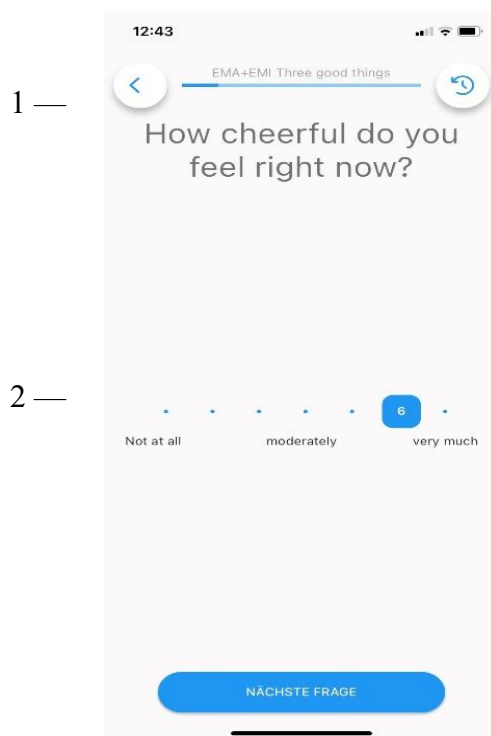 12:43
EMA+EMI Three good things
1 —
How cheerful do you
feel right now?
2 —
6
Not at all moderately very much
NÄCHSTE FRAGE